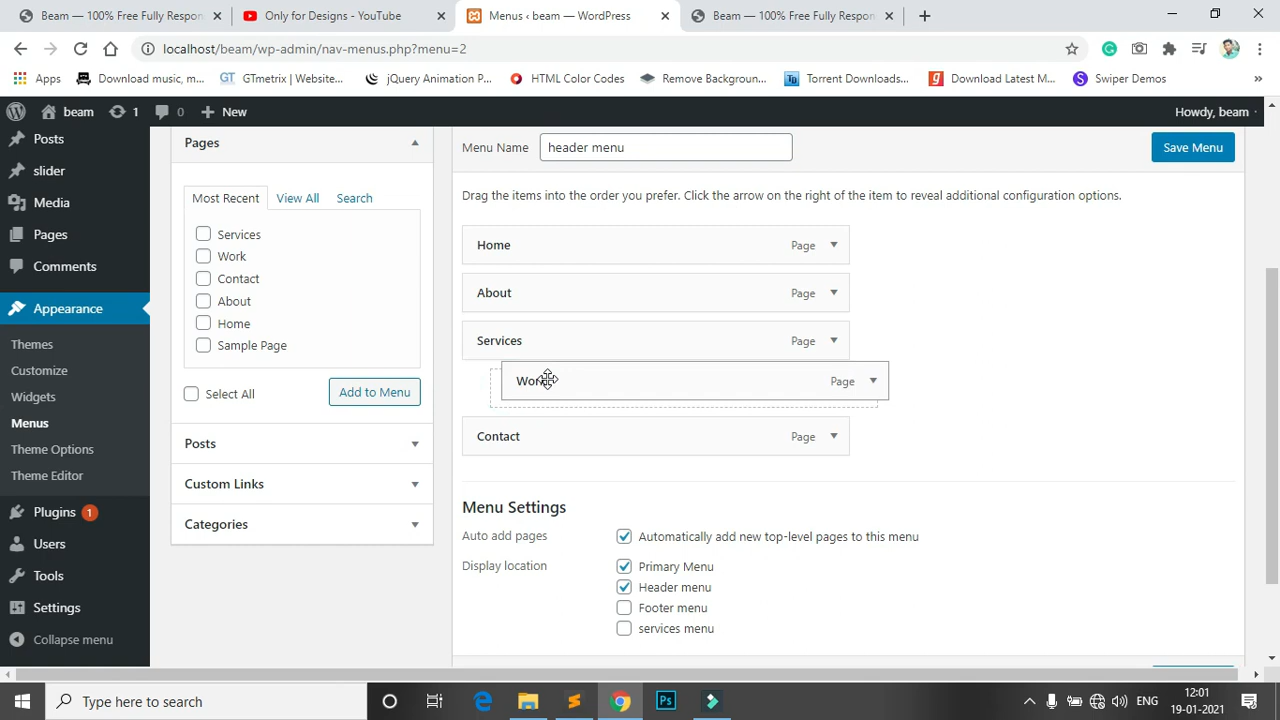 Beam — 100% Free Fully Respon
Only for Designs - YouTube
Menus ‹ beam — WordPress
Beam — 100% Free Fully Respon
localhost/beam/wp-admin/nav-menus.php?menu=2
Apps
Download music, m...
GTmetrix | Website...
jQuery Animation P...
HTML Color Codes
Remove Backgroun...
Torrent Downloads...
Download Latest M...
Swiper Demos
»
beam
1
0
New
Howdy, beam
Posts
slider
Media
Pages
Comments
Appearance
Themes
Customize
Widgets
Menus
Theme Options
Theme Editor
Plugins 1
Users
Tools
Settings
Collapse menu
Pages
Most Recent
View All
Search
Services
Work
Contact
About
Home
Sample Page
Select All
Add to Menu
Posts
Custom Links
Categories
Menu Name
header menu
Save Menu
Drag the items into the order you prefer. Click the arrow on the right of the item to reveal additional configuration options.
Home Page
About Page
Services Page
Work Page
Contact Page
Menu Settings
Auto add pages
Automatically add new top-level pages to this menu
Display location
Primary Menu
Header menu
Footer menu
services menu
Type here to search
Ps
ENG
12:01
19-01-2021